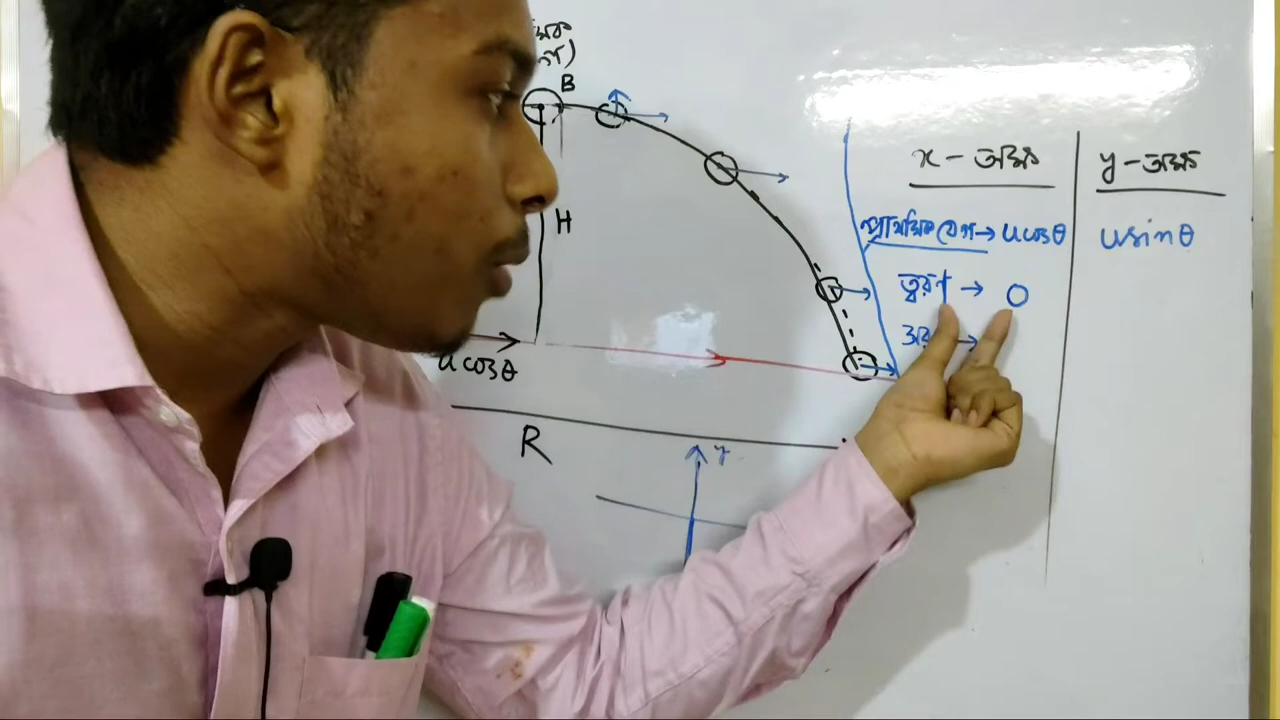 B
H
u cosθ
R
y
x - অক্ষ
y - অক্ষ
প্রাথমিক বেগ → u cosθ
u sinθ
ত্বরণ → 0